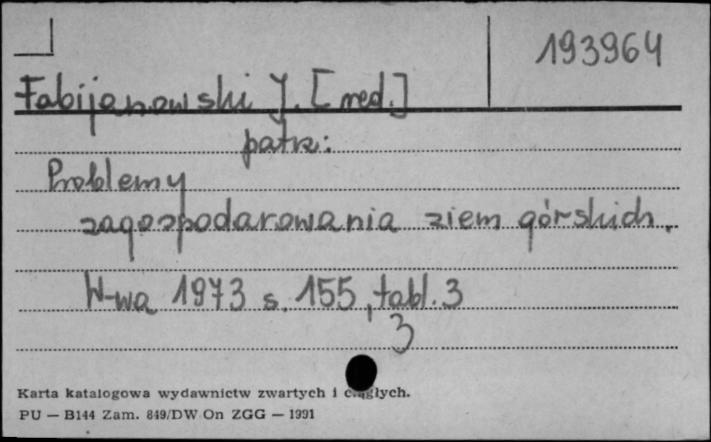 193964
Fabijanowski J. [red.]
patrz:
Problemy
zagospodarowania ziem górskich.
W-wa 1973 s. 155, tabl. 3
3
Karta katalogowa wydawnictw zwartych i ciągłych.
PU — B144 Zam. 849/DW On ZGG — 1991